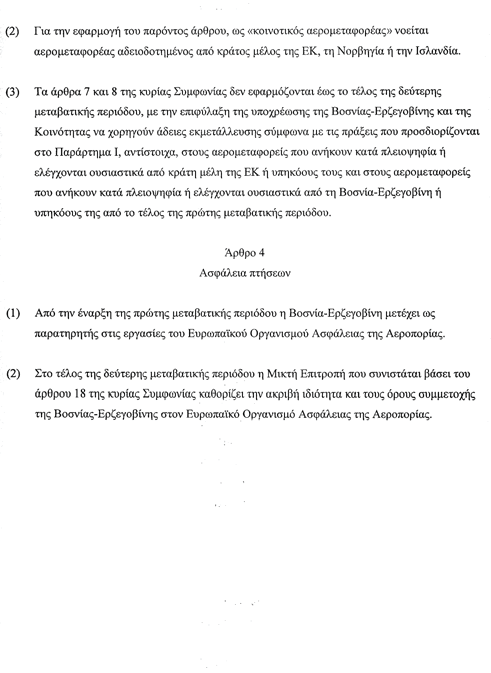 (2) Για την εφαρμογή του παρόντος άρθρου, ως «κοινοτικός αερομεταφορέας» νοείται
αερομεταφορέας αδειοδοτημένος από κράτος μέλος της ΕΚ, τη Νορβηγία ή την Ισλανδία.
(3) Τα άρθρα 7 και 8 της κυρίας Συμφωνίας δεν εφαρμόζονται έως το τέλος της δεύτερης
μεταβατικής περιόδου, με την επιφύλαξη της υποχρέωσης της Βοσνίας-Ερζεγοβίνης και της
Κοινότητας να χορηγούν άδειες εκμετάλλευσης σύμφωνα με τις πράξεις που προσδιορίζονται
στο Παράρτημα Ι, αντίστοιχα, στους αερομεταφορείς που ανήκουν κατά πλειοψηφία ή
ελέγχονται ουσιαστικά από κράτη μέλη της ΕΚ ή υπηκόους τους και στους αερομεταφορείς
που ανήκουν κατά πλειοψηφία ή ελέγχονται ουσιαστικά από τη Βοσνία-Ερζεγοβίνη ή
υπηκόους της από το τέλος της πρώτης μεταβατικής περιόδου.
Άρθρο 4
Ασφάλεια πτήσεων
(1) Από την έναρξη της πρώτης μεταβατικής περιόδου η Βοσνία-Ερζεγοβίνη μετέχει ως
παρατηρητής στις εργασίες του Ευρωπαϊκού Οργανισμού Ασφάλειας της Αεροπορίας.
(2) Στο τέλος της δεύτερης μεταβατικής περιόδου η Μικτή Επιτροπή που συνιστάται βάσει του
άρθρου 18 της κυρίας Συμφωνίας καθορίζει την ακριβή ιδιότητα και τους όρους συμμετοχής
της Βοσνίας-Ερζεγοβίνης στον Ευρωπαϊκό Οργανισμό Ασφάλειας της Αεροπορίας.